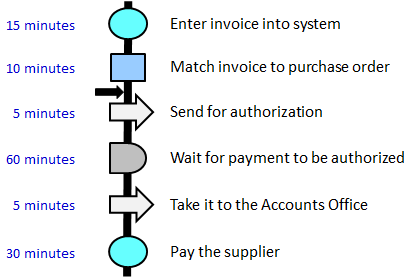 15 minutes Enter invoice into system
10 minutes Match invoice to purchase order
5 minutes Send for authorization
60 minutes Wait for payment to be authorized
5 minutes Take it to the Accounts Office
30 minutes Pay the supplier